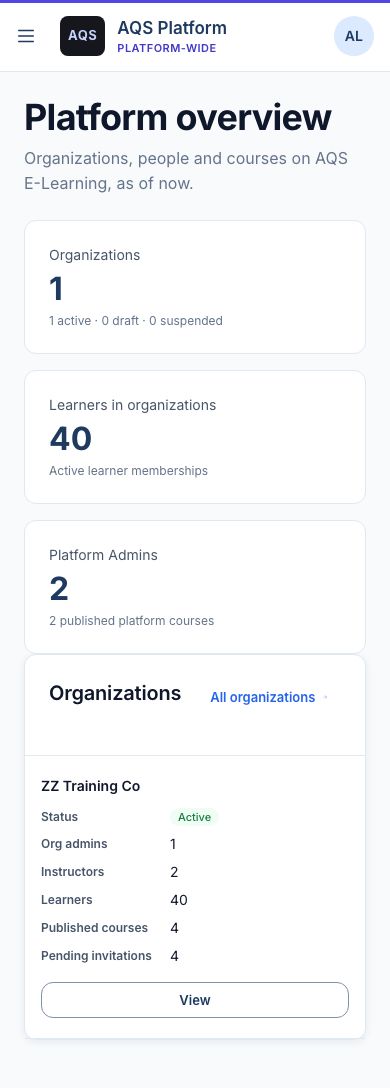 AQS
AQS Platform
PLATFORM-WIDE
AL
Platform overview
Organizations, people and courses on AQS
E-Learning, as of now.
Organizations
1
1 active · 0 draft · 0 suspended
Learners in organizations
40
Active learner memberships
Platform Admins
2
2 published platform courses
Organizations
All organizations
ZZ Training Co
Status Active
Org admins 1
Instructors 2
Learners 40
Published courses 4
Pending invitations 4
View